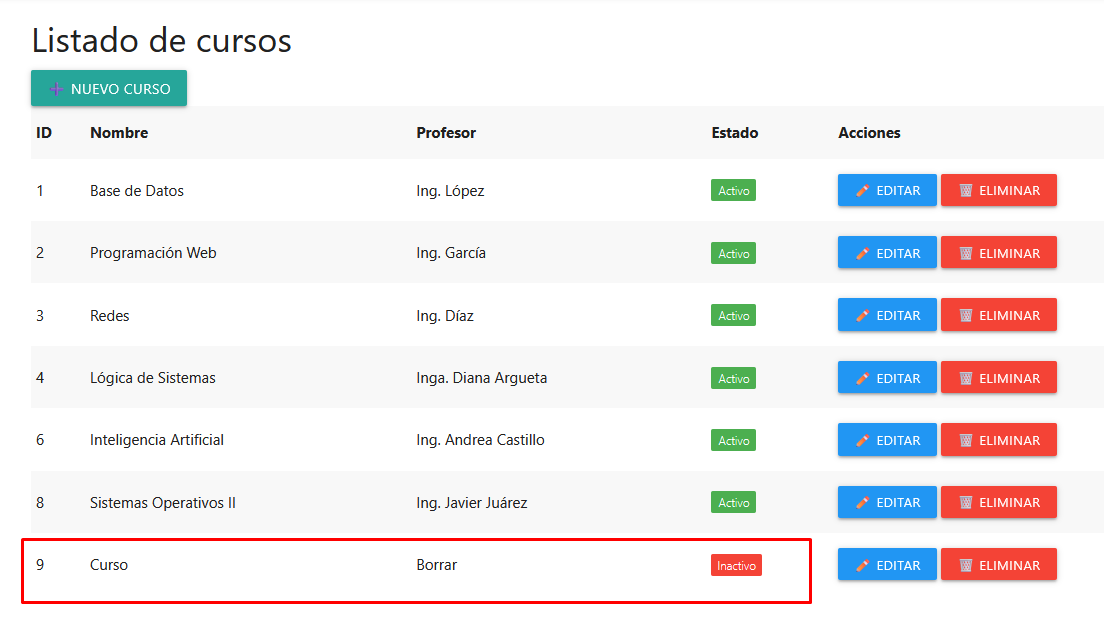 Listado de cursos
➕ NUEVO CURSO
ID Nombre Profesor Estado Acciones
1 Base de Datos Ing. López Activo EDITAR ELIMINAR
2 Programación Web Ing. García Activo EDITAR ELIMINAR
3 Redes Ing. Díaz Activo EDITAR ELIMINAR
4 Lógica de Sistemas Inga. Diana Argueta Activo EDITAR ELIMINAR
6 Inteligencia Artificial Ing. Andrea Castillo Activo EDITAR ELIMINAR
8 Sistemas Operativos II Ing. Javier Juárez Activo EDITAR ELIMINAR
9 Curso Borrar Inactivo EDITAR ELIMINAR